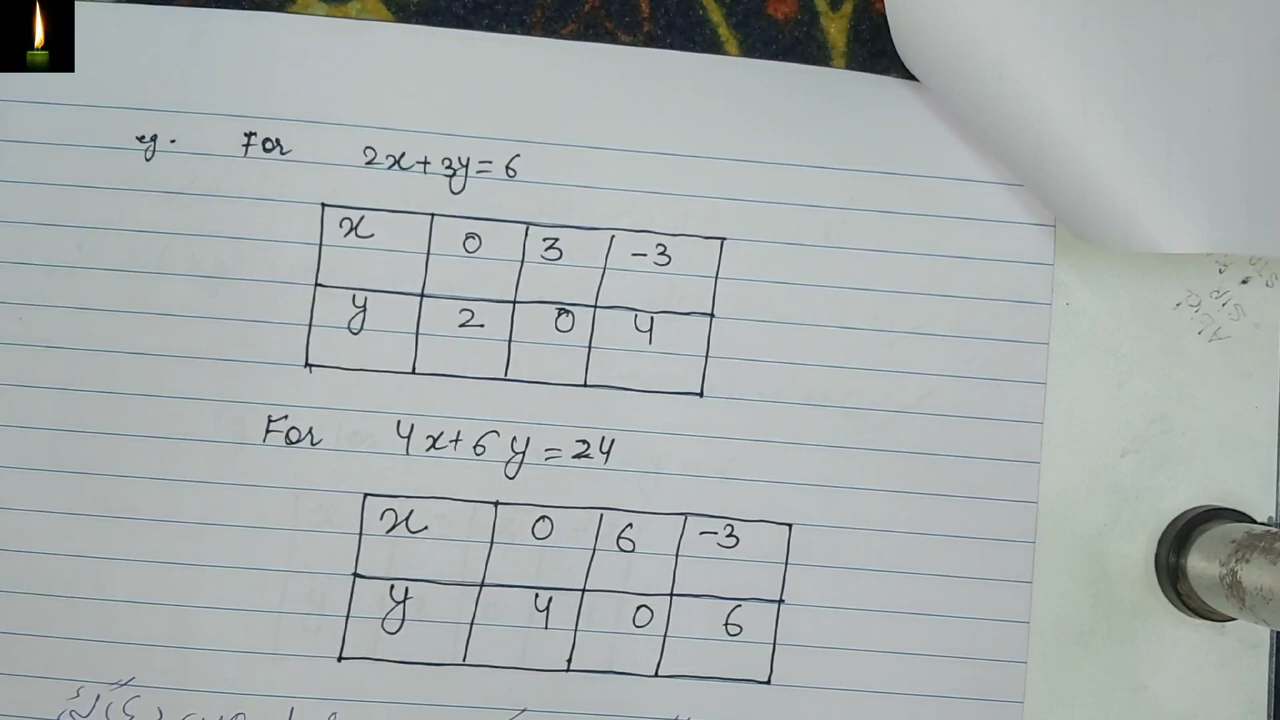 eg. For 2x+3y=6
x 0 3 -3
y 2 0 4
For 4x+6y=24
x 0 6 -3
y 4 0 6